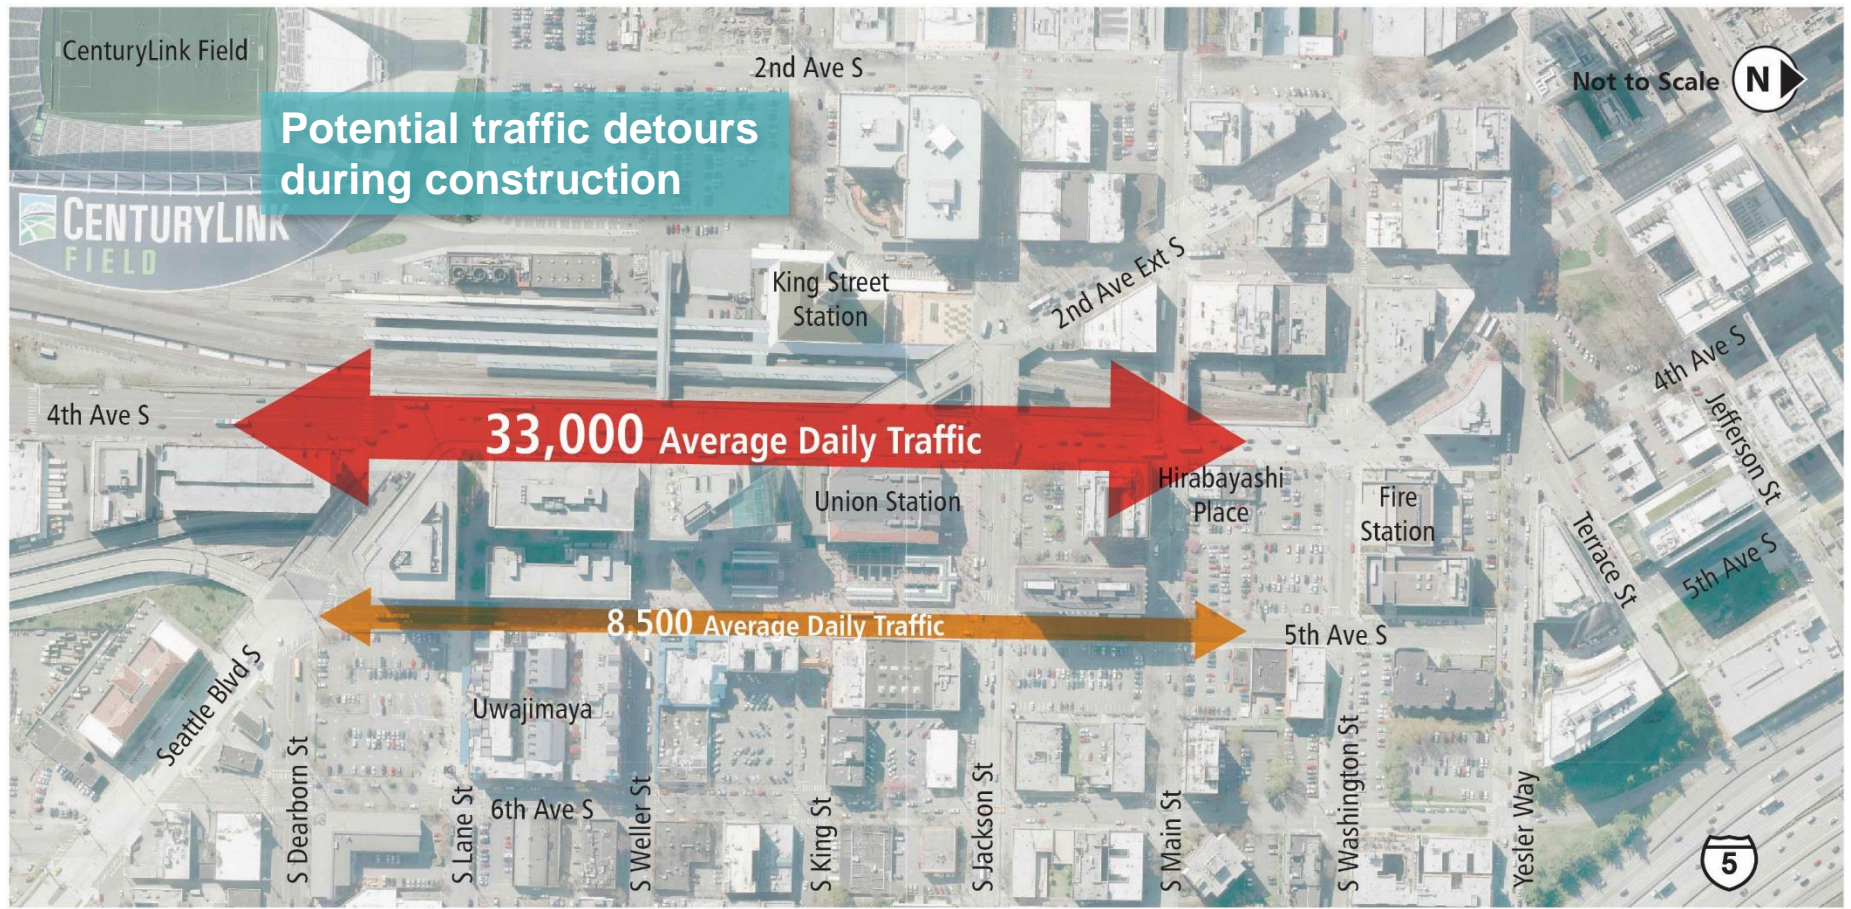 CenturyLink Field
2nd Ave S
Not to Scale N
Potential traffic detours
during construction
CENTURYLINK
FIELD
2nd Ave Ext S
King Street
Station
4th Ave S
4th Ave S
Jefferson St
33,000 Average Daily Traffic
Union Station
Hirabayashi
Place
Fire
Station
Terrace St
5th Ave S
8,500 Average Daily Traffic
5th Ave S
Seattle Blvd S
Uwajimaya
S Dearborn St
S Lane St
6th Ave S
S Weller St
S King St
S Jackson St
S Main St
S Washington St
Yesler Way
5